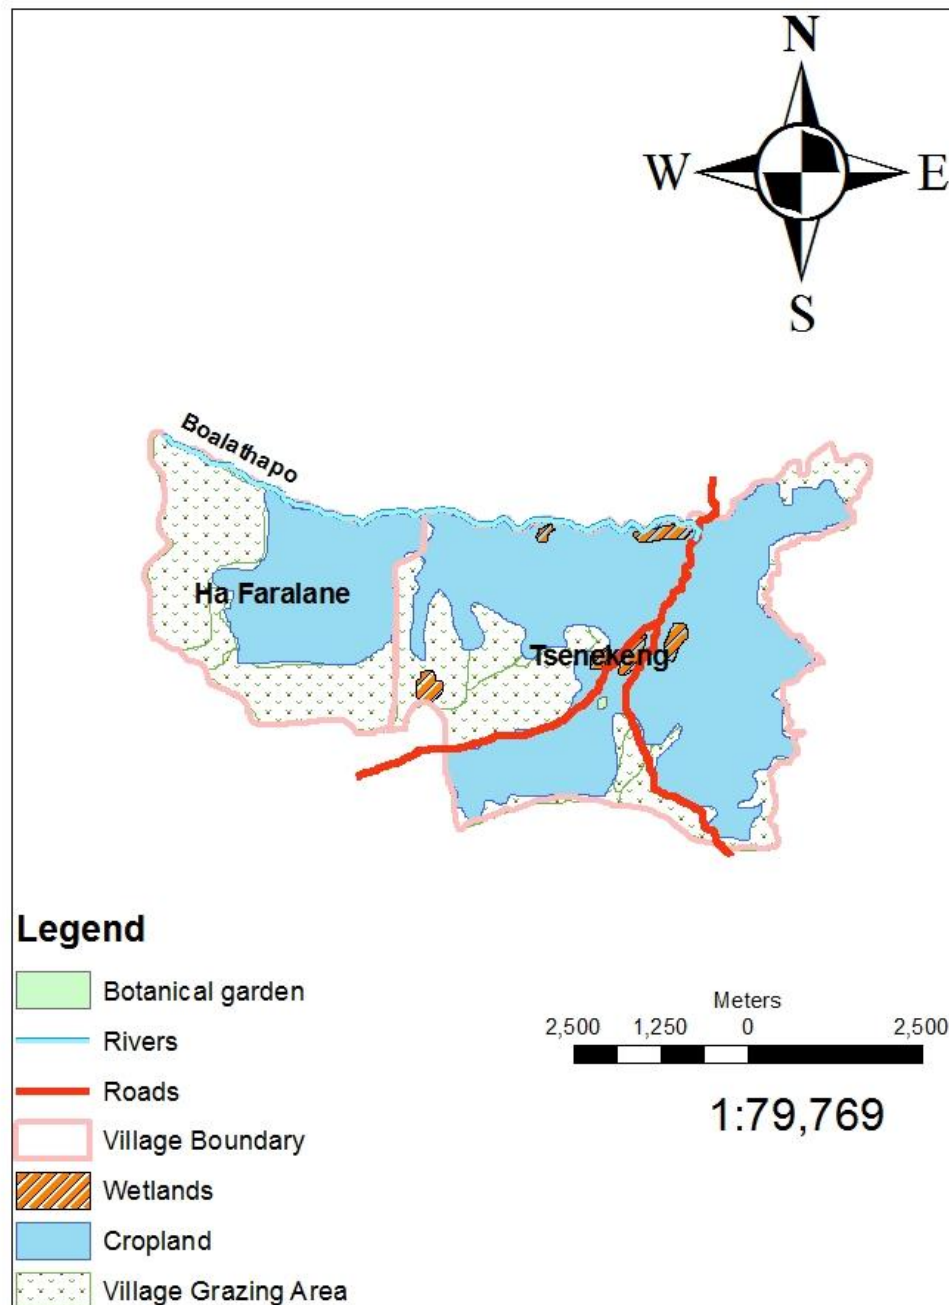 N
W E
S
Boalathapo
Ha Faralane
Tsenekeng
Legend
Botanical garden
Rivers
Roads
Village Boundary
Wetlands
Cropland
Village Grazing Area
Meters
2,500 1,250 0 2,500
1:79,769